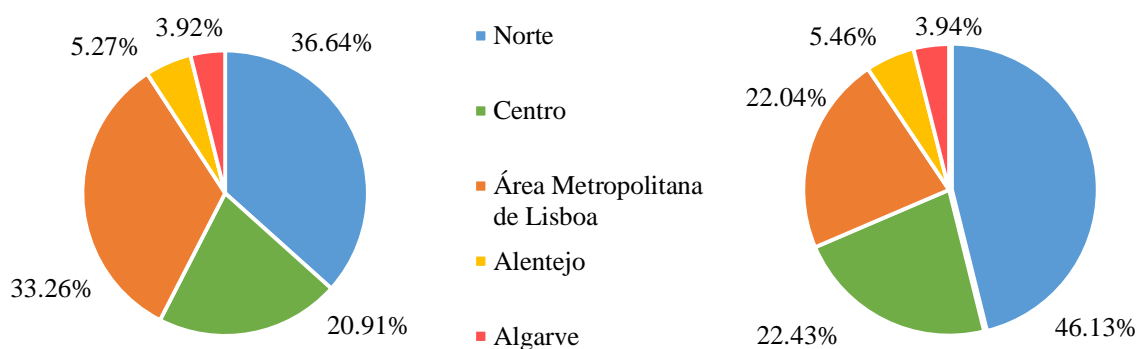 3.92%
5.27%
36.64%
33.26%
20.91%
Norte
Centro
Área Metropolitana
de Lisboa
Alentejo
Algarve
3.94%
5.46%
22.04%
22.43%
46.13%